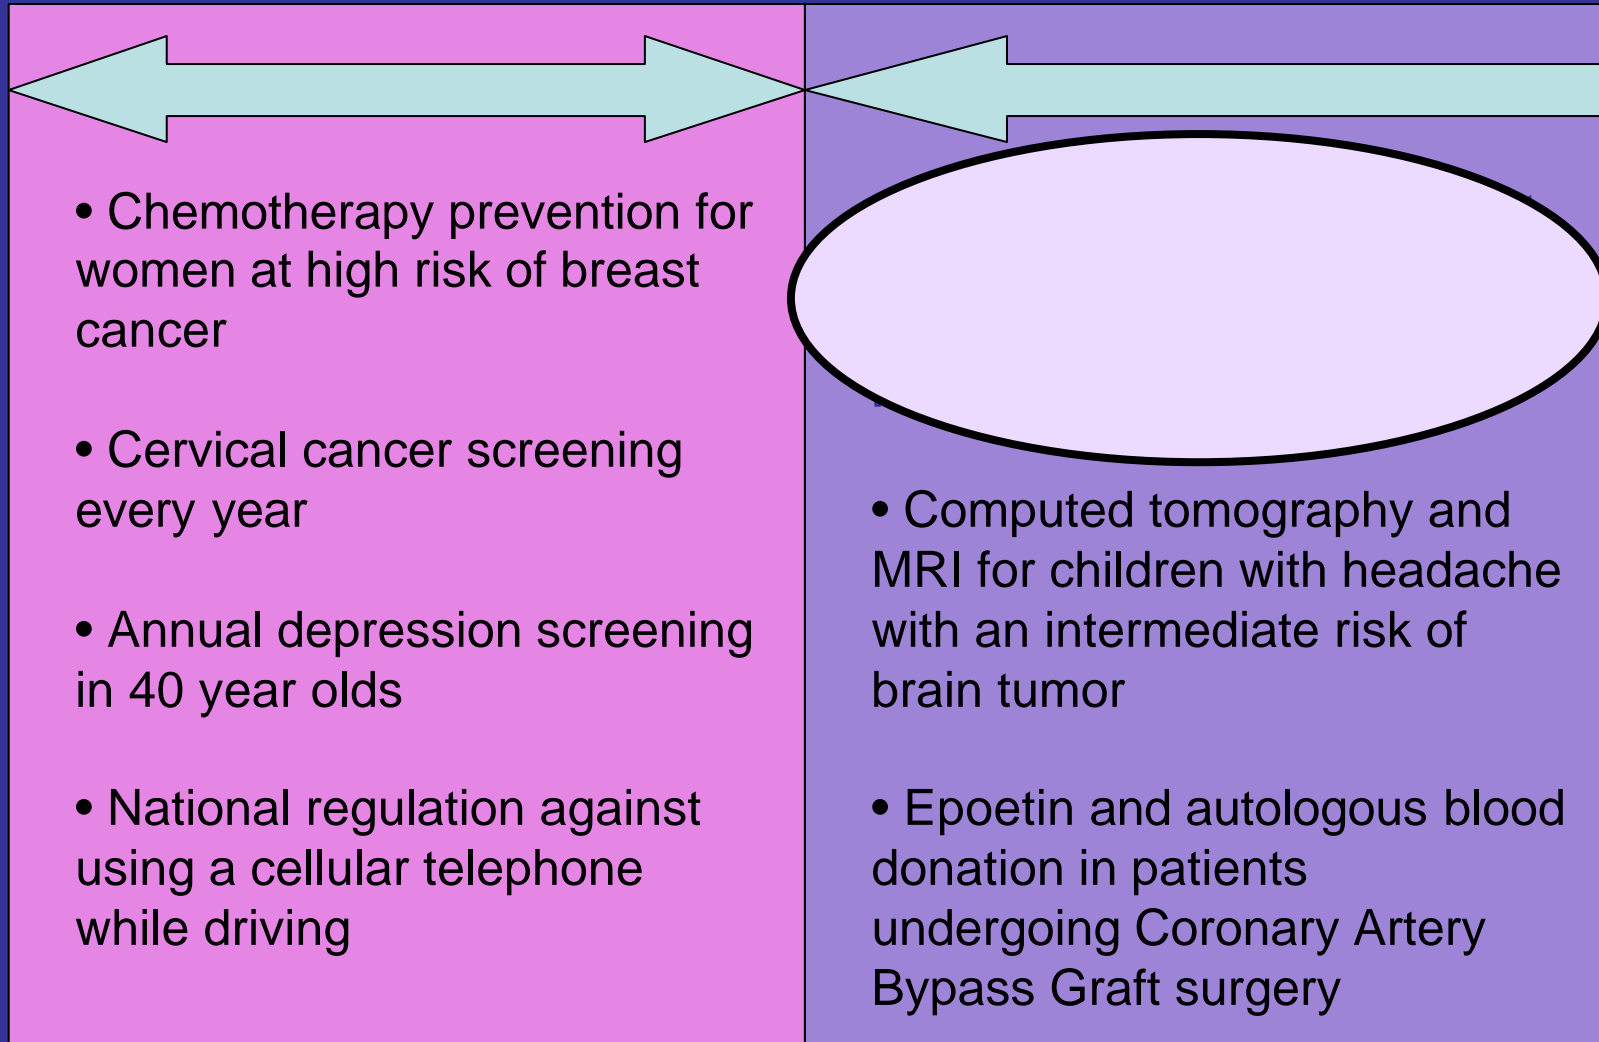 • Chemotherapy prevention for
women at high risk of breast
cancer
• Cervical cancer screening
every year
• Annual depression screening
in 40 year olds
• National regulation against
using a cellular telephone
while driving
• Computed tomography and
MRI for children with headache
with an intermediate risk of
brain tumor
• Epoetin and autologous blood
donation in patients
undergoing Coronary Artery
Bypass Graft surgery